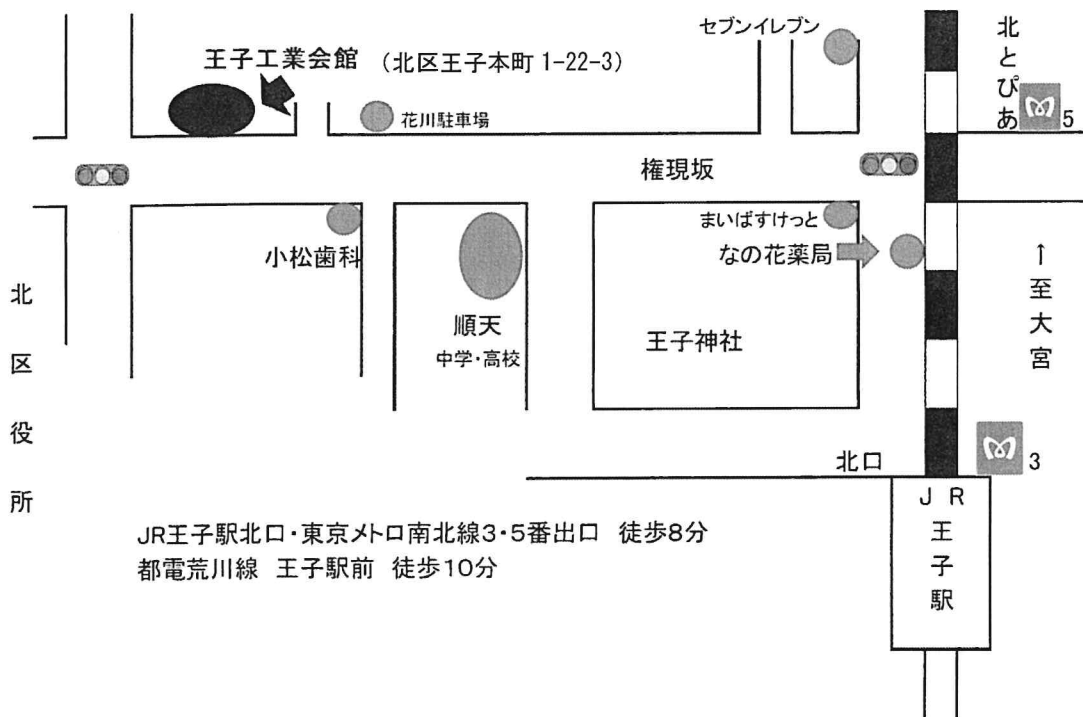 セブンイレブン
北とぴあ
王子工業会館 (北区王子本町 1-22-3)
5
花川駐車場
権現坂
まいばすけっと
なの花薬局
小松歯科
↑至大宮
順天
中学・高校
王子神社
北区役所
北口
3
JR
王子駅
JR王子駅北口・東京メトロ南北線3・5番出口 徒歩8分
都電荒川線 王子駅前 徒歩10分